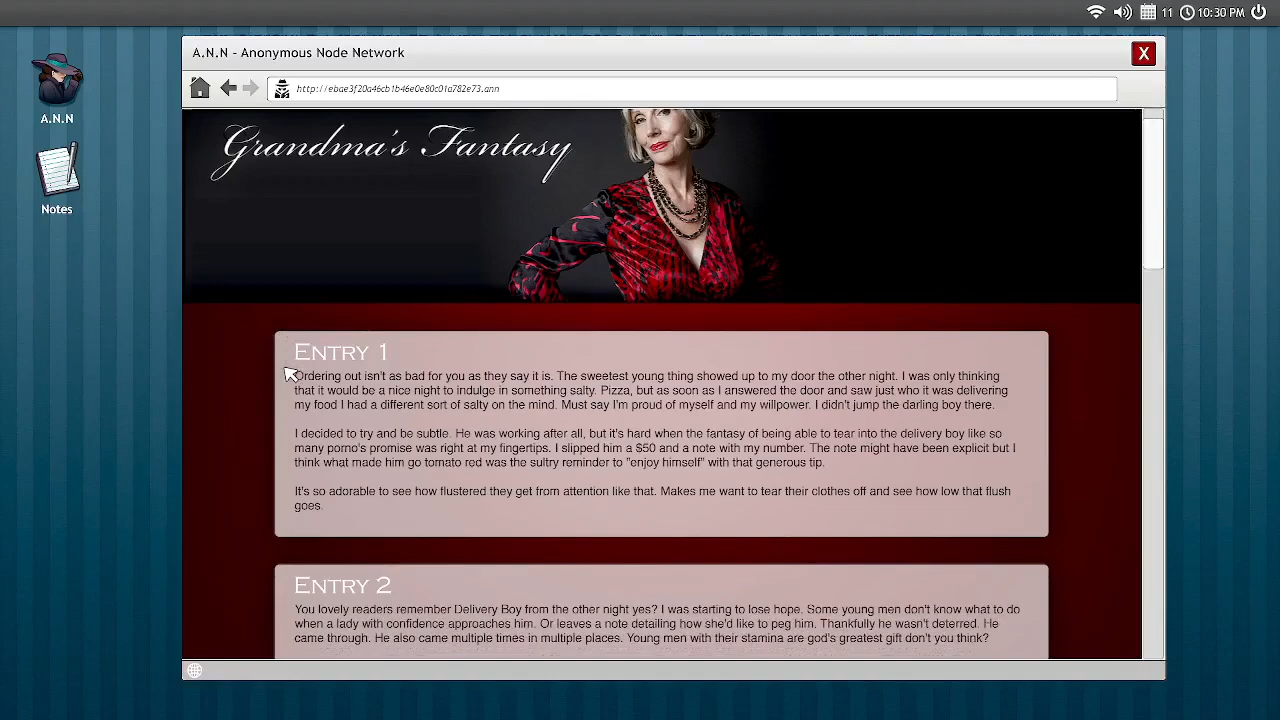 11 10:30 PM
A.N.N - Anonymous Node Network
X
http://ebae3f20a46cb1b46e0e80c01a782e73.ann
A.N.N
Notes
Grandma's Fantasy
Entry 1
Ordering out isn't as bad for you as they say it is. The sweetest young thing showed up to my door the other night. I was only thinking
that it would be a nice night to indulge in something salty. Pizza, but as soon as I answered the door and saw just who it was delivering
my food I had a different sort of salty on the mind. Must say I'm proud of myself and my willpower. I didn't jump the darling boy there.
I decided to try and be subtle. He was working after all, but it's hard when the fantasy of being able to tear into the delivery boy like so
many porno's promise was right at my fingertips. I slipped him a $50 and a note with my number. The note might have been explicit but I
think what made him go tomato red was the sultry reminder to "enjoy himself" with that generous tip.
It's so adorable to see how flustered they get from attention like that. Makes me want to tear their clothes off and see how low that flush
goes.
Entry 2
You lovely readers remember Delivery Boy from the other night yes? I was starting to lose hope. Some young men don't know what to do
when a lady with confidence approaches him. Or leaves a note detailing how she'd like to peg him. Thankfully he wasn't deterred. He
came through. He also came multiple times in multiple places. Young men with their stamina are god's greatest gift don't you think?